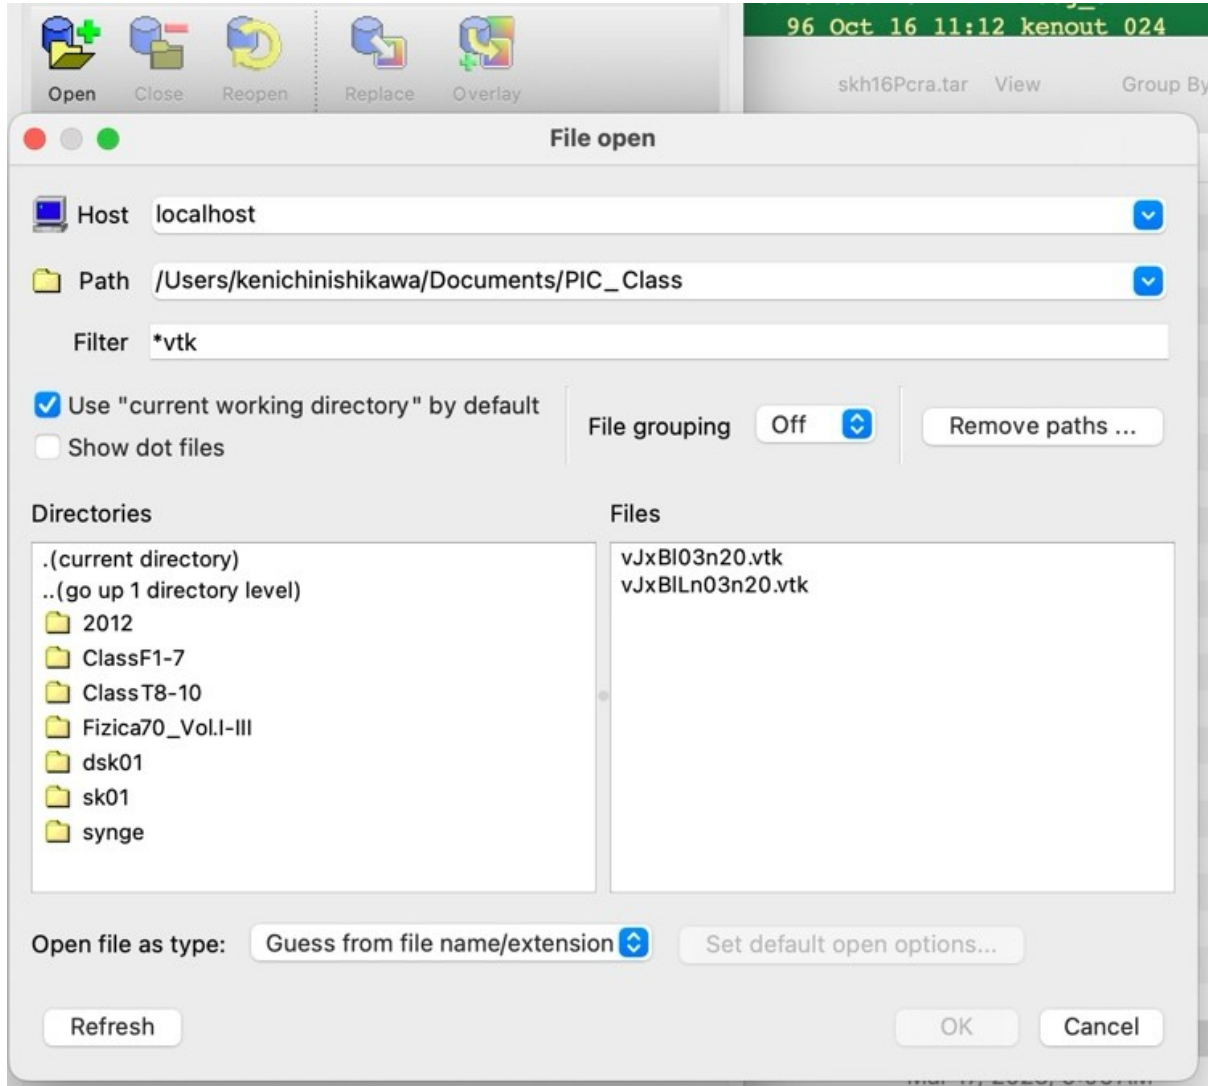 96 Oct 16 11:12 kenout 024
skh16Pcra.tar View Group By
Open Close Reopen Replace Overlay
File open
Host localhost
Path /Users/kenichinishikawa/Documents/PIC_Class
Filter *vtk
Use "current working directory" by default
Show dot files
File grouping Off Remove paths ...
Directories
.(current directory)
..(go up 1 directory level)
2012
ClassF1-7
ClassT8-10
Fizica70_Vol.I-III
dsk01
sk01
synge
Files
vJxBl03n20.vtk
vJxBlLn03n20.vtk
Open file as type: Guess from file name/extension Set default open options...
Refresh OK Cancel